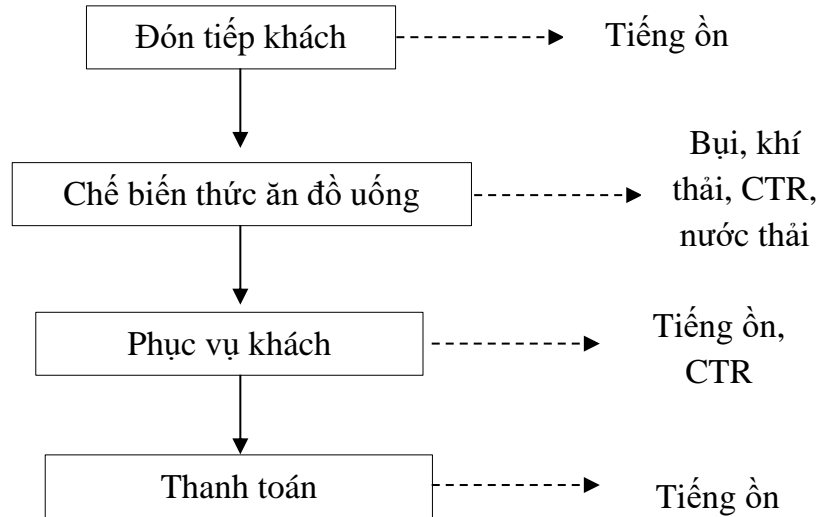 Đón tiếp khách
Tiếng ồn
Chế biến thức ăn đồ uống
Bụi, khí
thải, CTR,
nước thải
Phục vụ khách
Tiếng ồn,
CTR
Thanh toán
Tiếng ồn